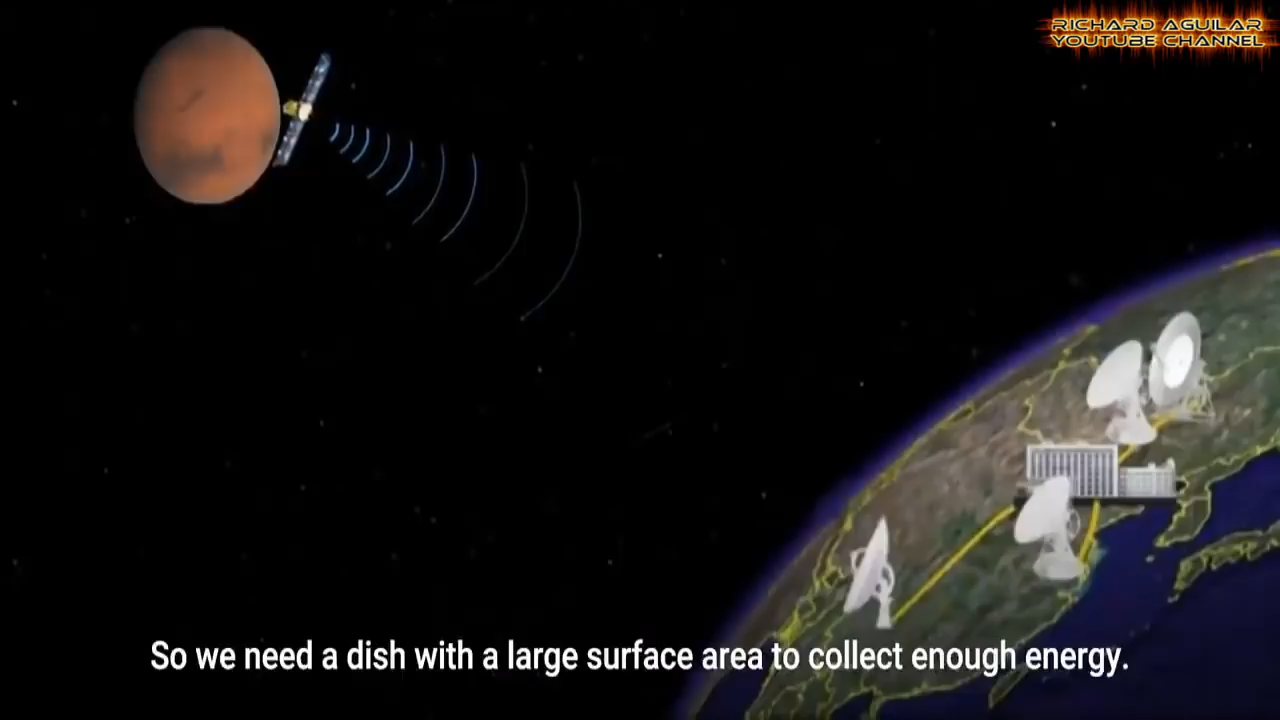 RICHARD AGUILAR
YOUTUBE CHANNEL
So we need a dish with a large surface area to collect enough energy.